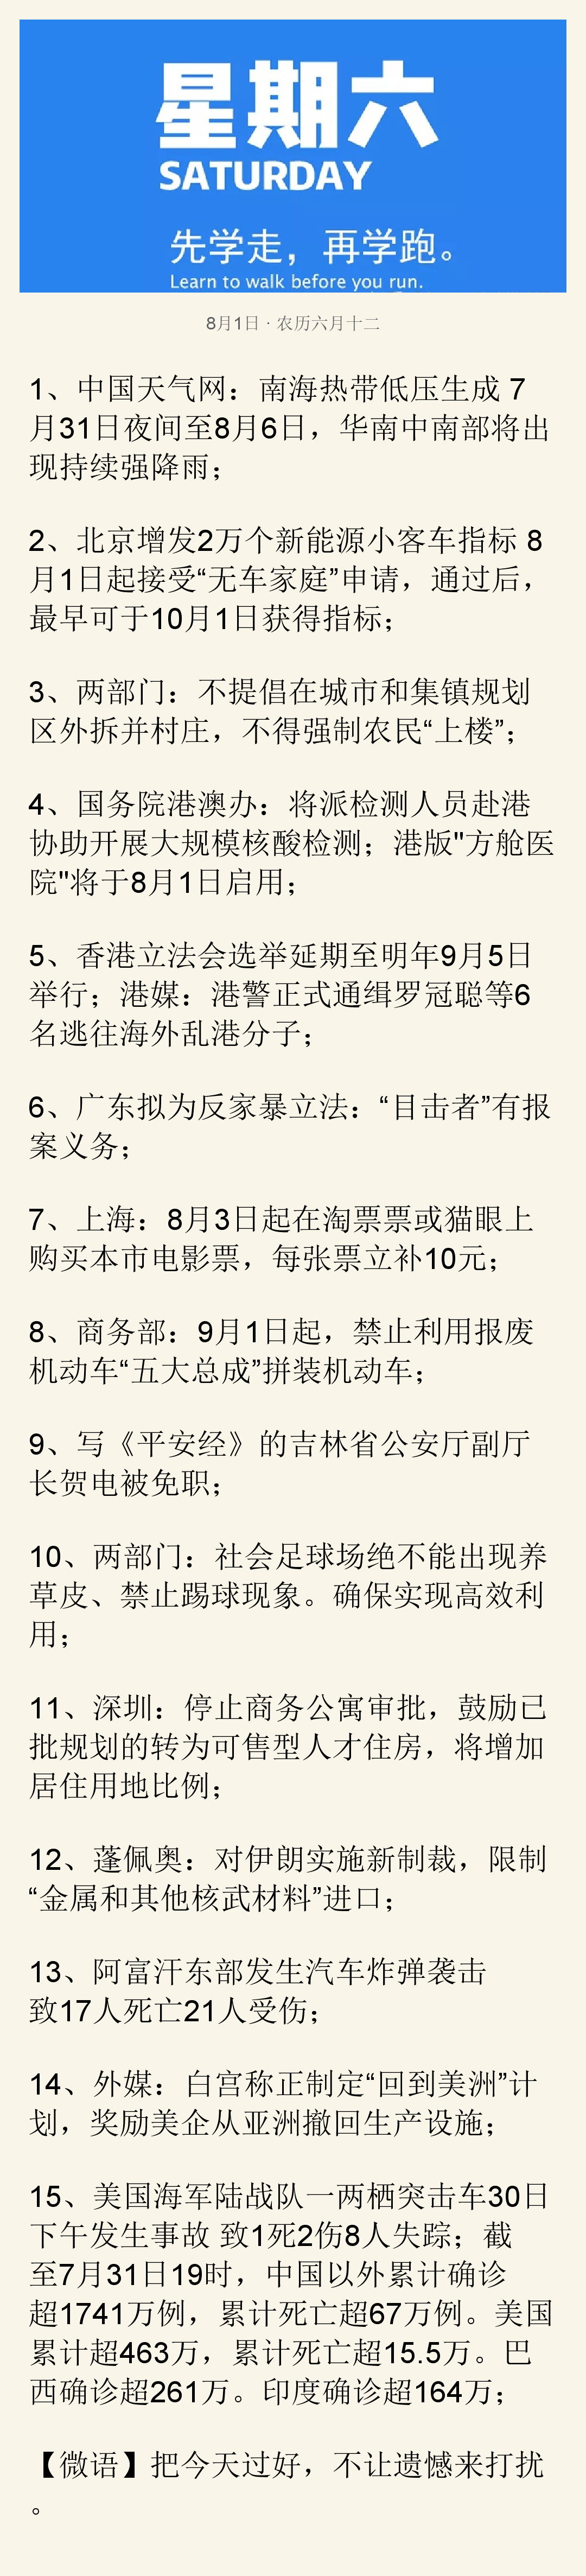 星期六
SATURDAY
先学走，再学跑。
Learn to walk before you run.
8月1日 · 农历六月十二
1、中国天气网：南海热带低压生成 7
月31日夜间至8月6日，华南中南部将出
现持续强降雨；
2、北京增发2万个新能源小客车指标 8
月1日起接受“无车家庭”申请，通过后，
最早可于10月1日获得指标；
3、两部门：不提倡在城市和集镇规划
区外拆并村庄，不得强制农民“上楼”；
4、国务院港澳办：将派检测人员赴港
协助开展大规模核酸检测；港版"方舱医
院"将于8月1日启用；
5、香港立法会选举延期至明年9月5日
举行；港媒：港警正式通缉罗冠聪等6
名逃往海外乱港分子；
6、广东拟为反家暴立法：“目击者”有报
案义务；
7、上海：8月3日起在淘票票或猫眼上
购买本市电影票，每张票立补10元；
8、商务部：9月1日起，禁止利用报废
机动车“五大总成”拼装机动车；
9、写《平安经》的吉林省公安厅副厅
长贺电被免职；
10、两部门：社会足球场绝不能出现养
草皮、禁止踢球现象。确保实现高效利
用；
11、深圳：停止商务公寓审批，鼓励已
批规划的转为可售型人才住房，将增加
居住用地比例；
12、蓬佩奥：对伊朗实施新制裁，限制
“金属和其他核武材料”进口；
13、阿富汗东部发生汽车炸弹袭击
致17人死亡21人受伤；
14、外媒：白宫称正制定“回到美洲”计
划，奖励美企从亚洲撤回生产设施；
15、美国海军陆战队一两栖突击车30日
下午发生事故 致1死2伤8人失踪；截
至7月31日19时，中国以外累计确诊
超1741万例，累计死亡超67万例。美国
累计超463万，累计死亡超15.5万。巴
西确诊超261万。印度确诊超164万；
【微语】把今天过好，不让遗憾来打扰
。